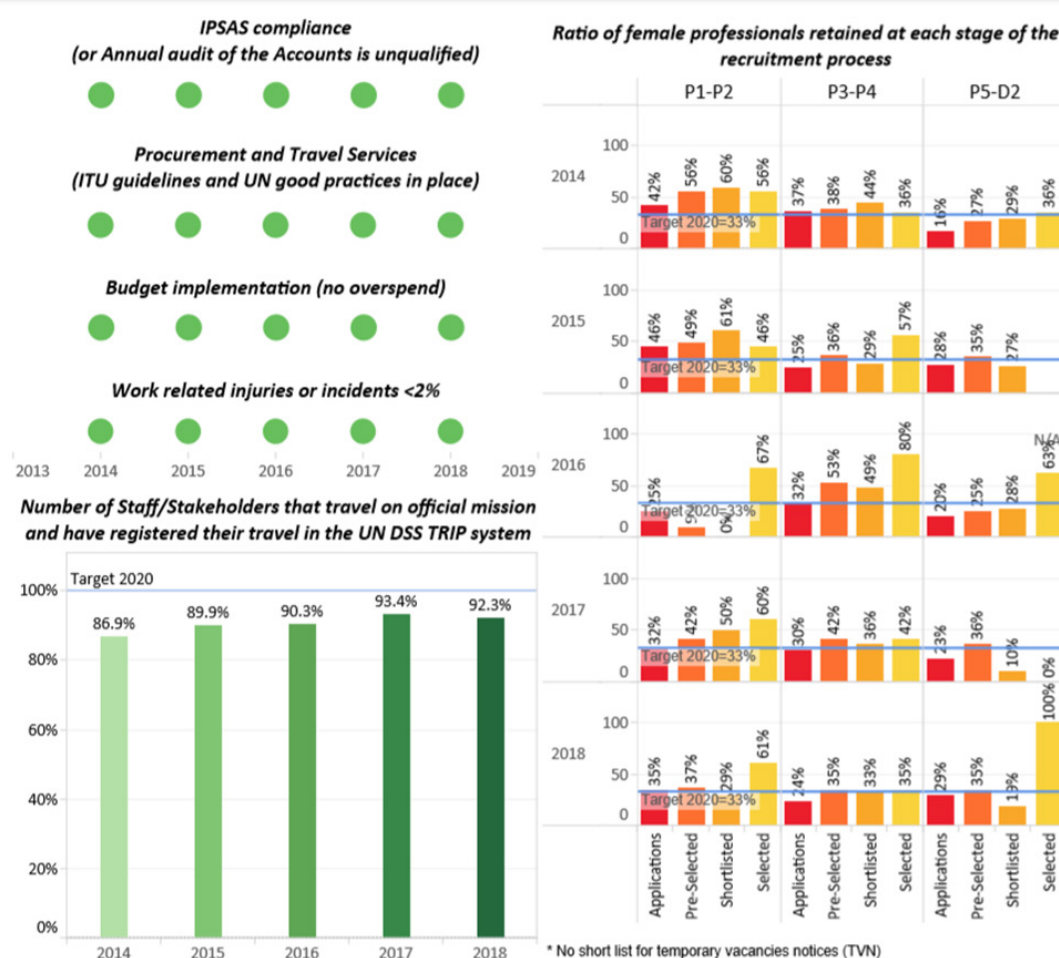 IPSAS compliance
(or Annual audit of the Accounts is unqualified)
Procurement and Travel Services
(ITU guidelines and UN good practices in place)
Budget implementation (no overspend)
Work related injuries or incidents <2%
2013 2014 2015 2016 2017 2018 2019
Number of Staff/Stakeholders that travel on official mission
and have registered their travel in the UN DSS TRIP system
Target 2020
100%
80%
60%
40%
20%
0%
86.9% 89.9% 90.3% 93.4% 92.3%
2014 2015 2016 2017 2018
Ratio of female professionals retained at each stage of the
recruitment process
P1-P2 P3-P4 P5-D2
2014
100
50
0
42% 56% 60% 56% 37% 38% 44% 36% 16% 27% 29% 36%
Target 2020=33%
2015
100
50
0
46% 49% 61% 46% 25% 36% 29% 57% 28% 35% 27%
Target 2020=33%
N/A
2016
100
50
0
25% 9% 0% 67% 32% 53% 49% 80% 20% 25% 28% 63%
Target 2020=33%
2017
100
50
0
32% 42% 50% 60% 30% 42% 36% 42% 23% 36% 10% 0%
Target 2020=33%
2018
100
50
0
35% 37% 29% 61% 24% 35% 33% 35% 29% 35% 19% 100%
Target 2020=33%
Applications Pre-Selected Shortlisted Selected Applications Pre-Selected Shortlisted Selected Applications Pre-Selected Shortlisted Selected
* No short list for temporary vacancies notices (TVN)